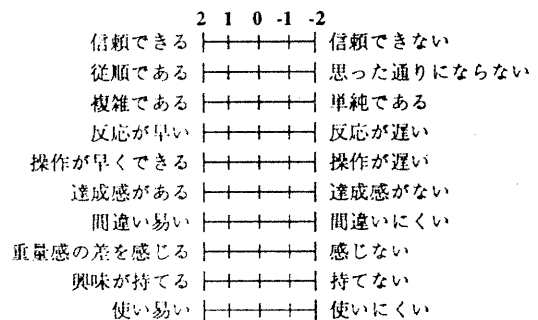 2 1 0 -1 -2
信頼できる 信頼できない
従順である 思った通りにならない
複雑である 単純である
反応が早い 反応が遅い
操作が早くできる 操作が遅い
達成感がある 達成感がない
間違い易い 間違いにくい
重量感の差を感じる 感じない
興味が持てる 持てない
使い易い 使いにくい